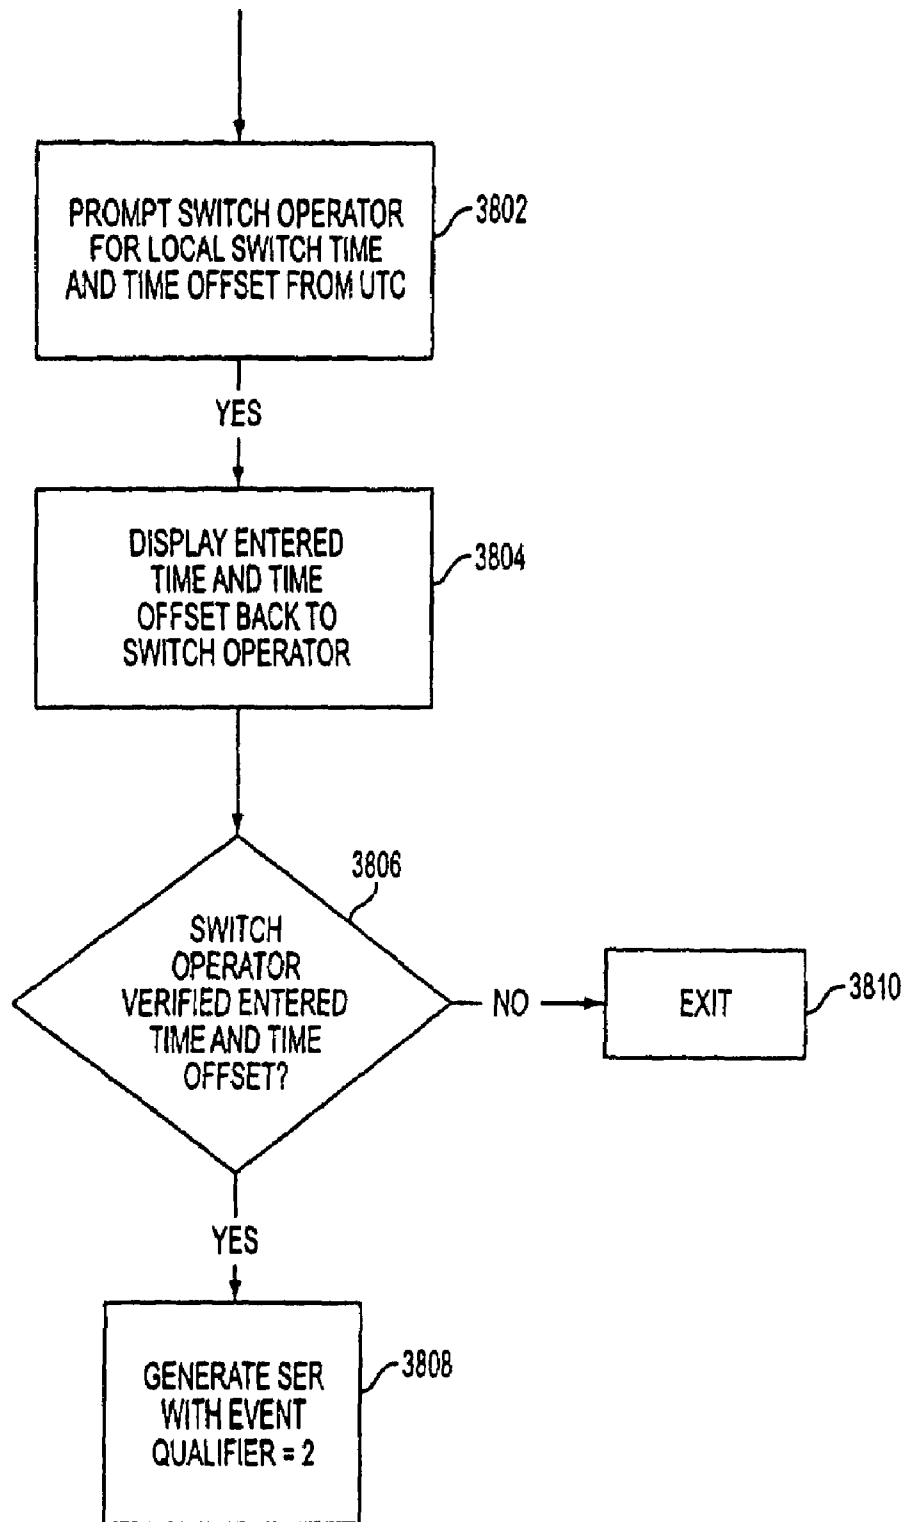 PROMPT SWITCH OPERATOR
FOR LOCAL SWITCH TIME
AND TIME OFFSET FROM UTC
3802
YES
DISPLAY ENTERED
TIME AND TIME
OFFSET BACK TO
SWITCH OPERATOR
3804
3806
SWITCH
OPERATOR
VERIFIED ENTERED
TIME AND TIME
OFFSET?
NO
EXIT
3810
YES
GENERATE SER
WITH EVENT
QUALIFIER = 2
3808